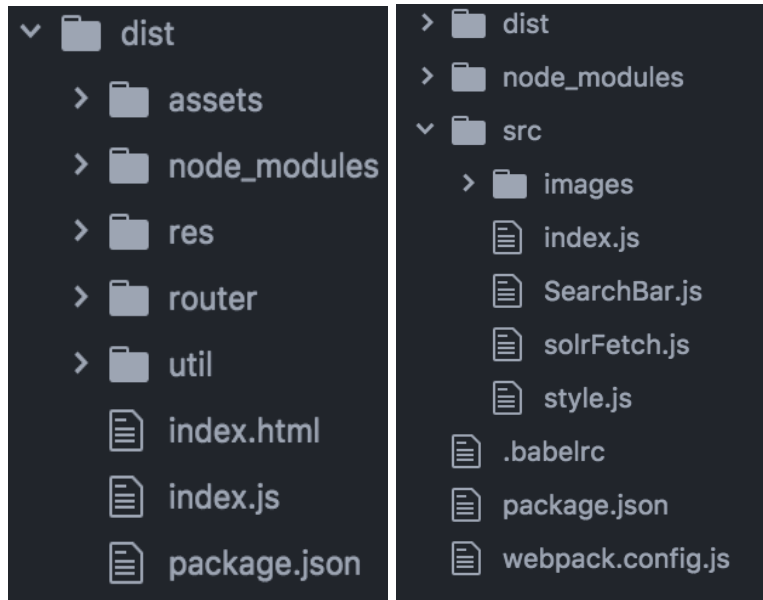 dist
assets
node_modules
res
router
util
index.html
index.js
package.json
dist
node_modules
src
images
index.js
SearchBar.js
solrFetch.js
style.js
.babelrc
package.json
webpack.config.js